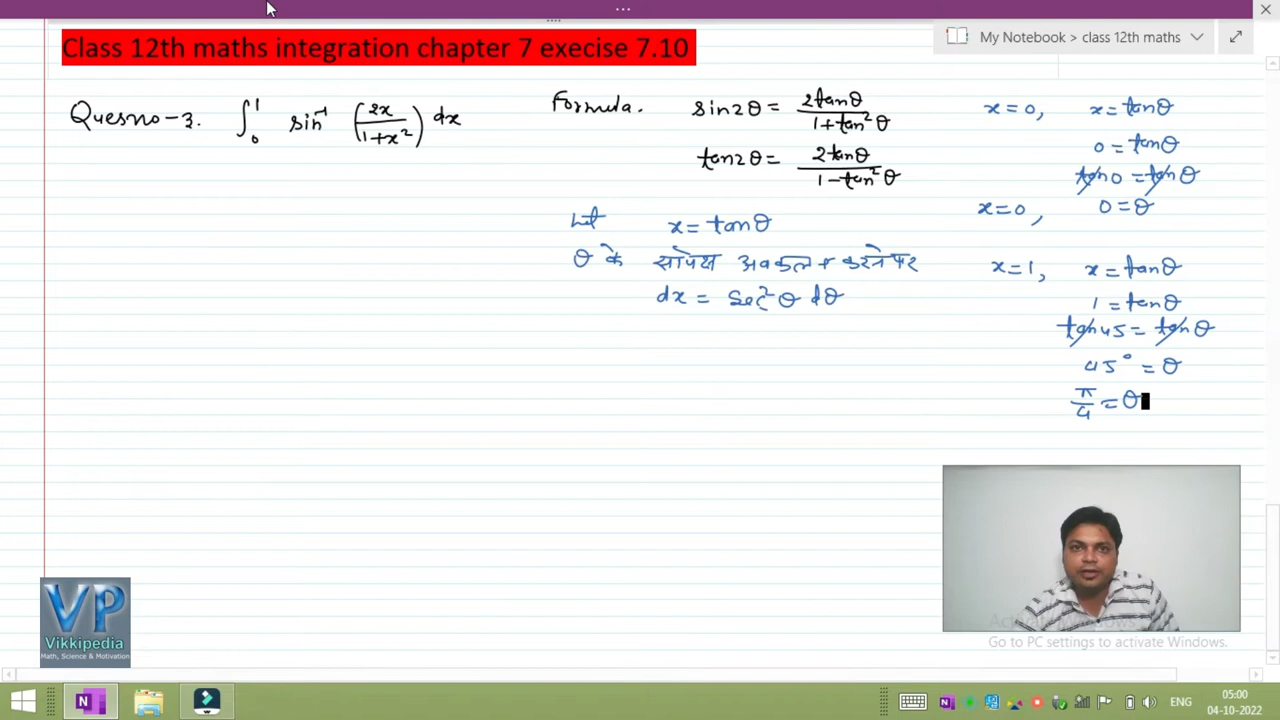 Class 12th maths integration chapter 7 execise 7.10
My Notebook > class 12th maths
Quesno-3. ∫₀¹ sin⁻¹ (2x/(1+x²)) dx
Formula. sin2θ = 2tanθ/(1+tan²θ)
tan2θ = 2tanθ/(1-tan²θ)
Let x = tanθ
θ के सापेक्ष अवकलन करने पर
dx = sec²θ dθ
x=0, x=tanθ
0 = tanθ
tan0 = tanθ
x=0, 0=θ
x=1, x=tanθ
1 = tanθ
tan45 = tanθ
45° = θ
π/4 = θ
VP
Vikkipedia
Math, Science & Motivation
Activate Windows
Go to PC settings to activate Windows.
ENG
05:00
04-10-2022